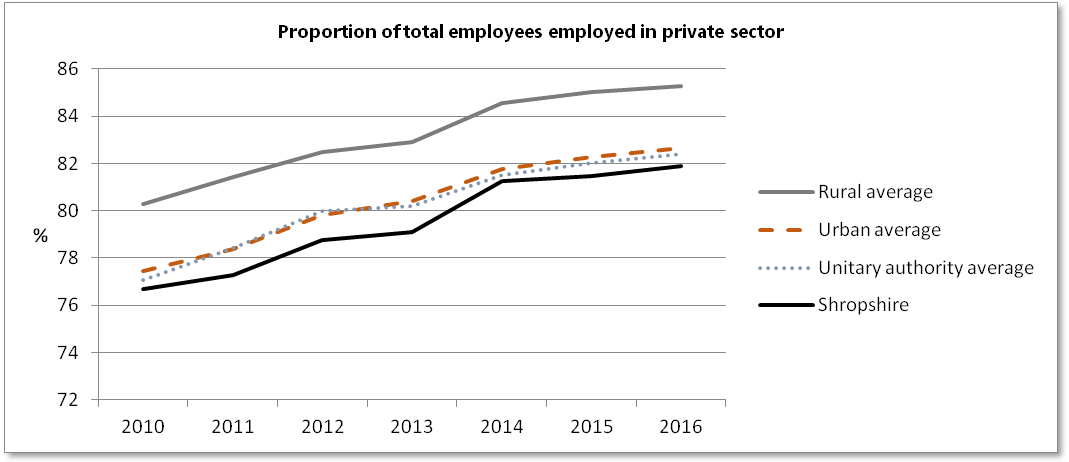 Proportion of total employees employed in private sector
86
84
82
80
78
76
74
72
%
2010 2011 2012 2013 2014 2015 2016
Rural average
Urban average
Unitary authority average
Shropshire